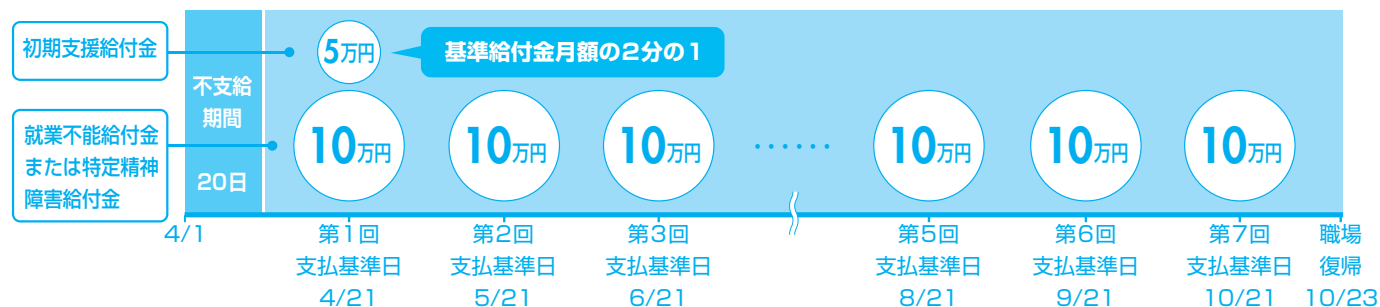 初期支援給付金
5万円
基準給付金月額の2分の1
不支給
期間
20日
就業不能給付金
または特定精神
障害給付金
10万円
10万円
10万円
……
10万円
10万円
10万円
4/1
第1回
支払基準日
4/21
第2回
支払基準日
5/21
第3回
支払基準日
6/21
第5回
支払基準日
8/21
第6回
支払基準日
9/21
第7回
支払基準日
10/21
職場
復帰
10/23